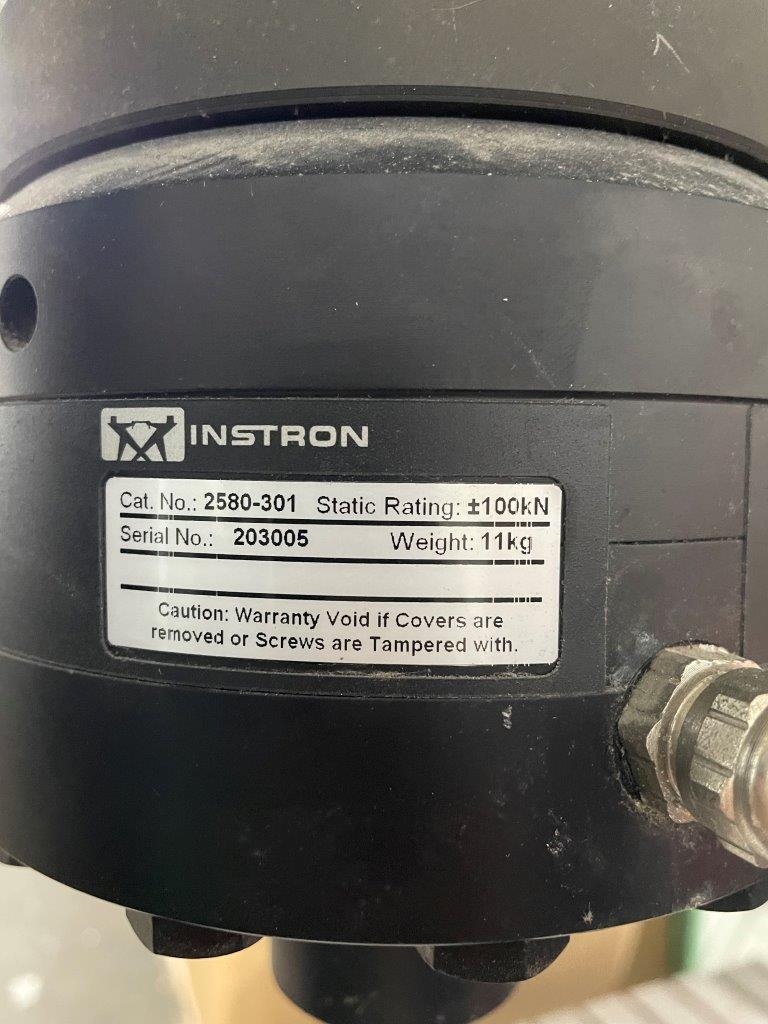 INSTRON
Cat. No.: 2580-301 Static Rating: ±100kN
Serial No.: 203005 Weight: 11kg
Caution: Warranty Void if Covers are
removed or Screws are Tampered with.